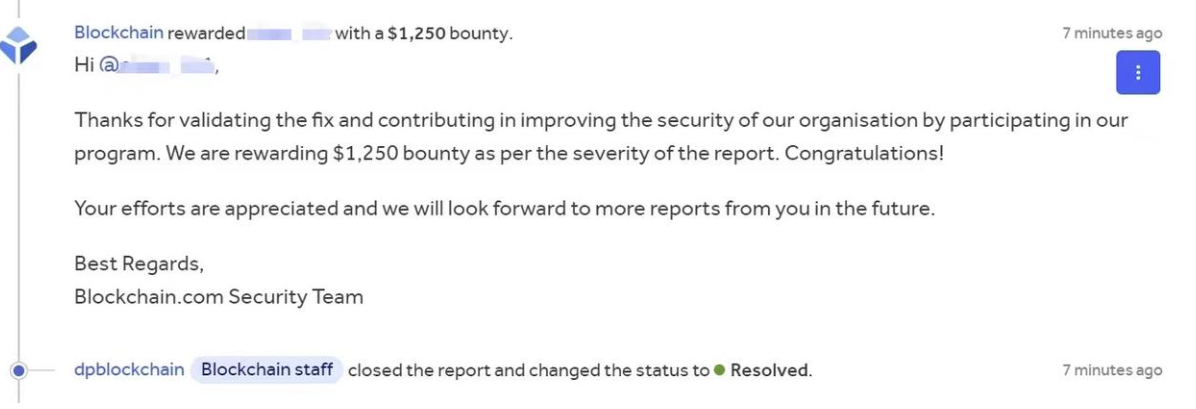 Blockchain rewarded with a $1,250 bounty.
7 minutes ago
Hi @ ,
Thanks for validating the fix and contributing in improving the security of our organisation by participating in our
program. We are rewarding $1,250 bounty as per the severity of the report. Congratulations!
Your efforts are appreciated and we will look forward to more reports from you in the future.
Best Regards,
Blockchain.com Security Team
dpblockchain Blockchain staff closed the report and changed the status to Resolved.
7 minutes ago